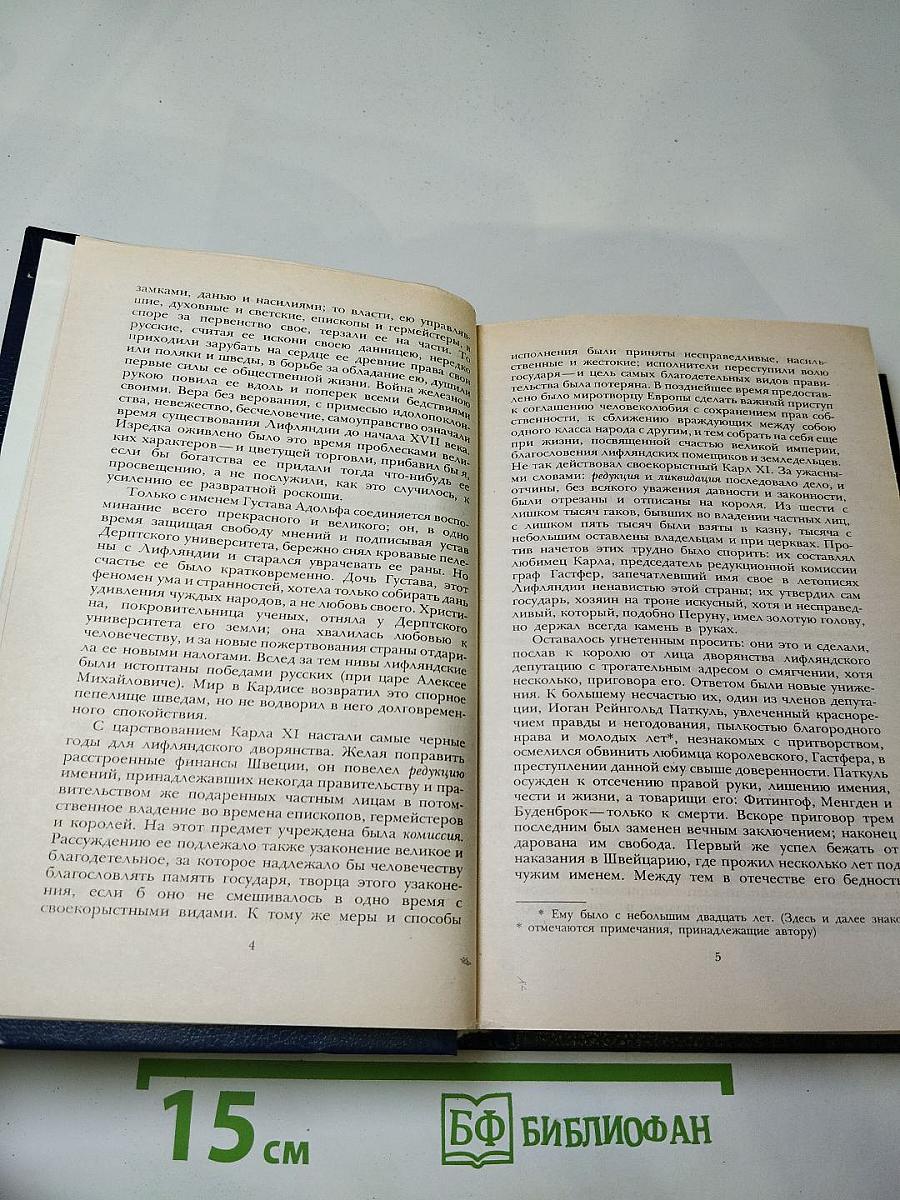 замками, данью и насилиями; то власти, ею управляв-
шие, духовные и светские, епископы и гермейстеры, в
споре за первенство свое, терзали ее на части. То
русские, считая ее искони своею данницею, нередко
приходили зарубать на сердце ее древние права свои
или поляки и шведы, в борьбе за обладание ею, душили
первые силы ее общественной жизни. Война железною
рукою повила ее вдоль и поперек всеми бедствиями
своими. Вера без верования, с примесью идолопоклон-
ства, невежество, бесчеловечие, самоуправство означали
время существования Лифляндии до начала XVII века.
Изредка оживлено было это время проблесками вели-
ких характеров — и цветущей торговли, прибавил бы я,
если бы богатства ее придали тогда что-нибудь ее
просвещению, а не послужили, как это случилось, к
усилению ее развратной роскоши.
Только с именем Густава Адольфа соединяется воспо-
минание всего прекрасного и великого; он, в одно
время защищая свободу мнений и подписывая устав
Дерптского университета, бережно снял кровавые пеле-
ны с Лифляндии и старался уврачевать ее раны. Но
счастье ее было кратковременно. Дочь Густава, этот
феномен ума и странностей, хотела только собирать дань
удивления чуждых народов, а не любовь своего. Христи-
на, покровительница ученых, отняла у Дерптского
университета его земли; она хвалилась любовью к
человечеству, и за новые пожертвования страны отдари-
ла ее новыми налогами. Вслед за тем нивы лифляндские
были истоптаны победами русских (при царе Алексее
Михайловиче). Мир в Кардисе возвратил это спорное
пепелище шведам, но не водворил в него долговремен-
ного спокойствия.
С царствованием Карла XI настали самые черные
годы для лифляндского дворянства. Желая поправить
расстроенные финансы Швеции, он повелел редукцию
имений, принадлежавших некогда правительству и пра-
вительством же подаренных частным лицам в потом-
ственное владение во времена епископов, гермейстеров
и королей. На этот предмет учреждена была комиссия.
Рассуждению ее подлежало также узаконение великое и
благодетельное, за которое надлежало бы человечеству
благословлять память государя, творца этого узаконе-
ния, если б оно не смешивалось в одно время с
своекорыстными видами. К тому же меры и способы
4
исполнения были приняты несправедливые, насиль-
ственные и жестокие; исполнители переступили волю
государя — и цель самых благодетельных видов прави-
тельства была потеряна. В позднейшее время предостав-
лено было миротворцу Европы сделать важный приступ
к соглашению человеколюбия с сохранением прав соб-
ственности, к сближению враждующих между собою
одного класса народа с другим, и тем собрать на себя еще
при жизни, посвященной счастью великой империи,
благословения лифляндских помещиков и земледельцев.
Не так действовал своекорыстный Карл XI. За ужасны-
ми словами: редукция и ликвидация последовало дело, и
отчины, без всякого уважения давности и законности,
были отрезаны и отписаны на короля. Из шести с
лишком тысяч гаков, бывших во владении частных лиц,
с лишком пять тысяч были взяты в казну, тысяча с
небольшим оставлены владельцам и при церквах. Про-
тив начетов этих трудно было спорить: их составлял
любимец Карла, председатель редукционной комиссии
граф Гастфер, запечатлевший имя свое в летописях
Лифляндии ненавистью этой страны; их утвердил сам
государь, хозяин на троне искусный, хотя и несправед-
ливый, который, подобно Перуну, имел золотую голову,
но держал всегда камень в руках.
Оставалось угнетенным просить: они это и сделали,
послав к королю от лица дворянства лифляндского
депутацию с трогательным адресом о смягчении, хотя
несколько, приговора его. Ответом были новые униже-
ния. К большему несчастью их, один из членов депута-
ции, Иоган Рейнгольд Паткуль, увлеченный красноре-
чием правды и негодования, пылкостью благородного
нрава и молодых лет*, незнакомых с притворством,
осмелился обвинить любимца королевского, Гастфера, в
преступлении данной ему свыше доверенности. Паткуль
осужден к отсечению правой руки, лишению имения,
чести и жизни, а товарищи его: Фитингоф, Менгден и
Буденброк — только к смерти. Вскоре приговор трем
последним был заменен вечным заключением; наконец
дарована им свобода. Первый же успел бежать от
наказания в Швейцарию, где прожил несколько лет под
чужим именем. Между тем в отечестве его бедность
* Ему было с небольшим двадцать лет. (Здесь и далее знако
* отмечаются примечания, принадлежащие автору)
5
15 см
БФ БИБЛИОФАН